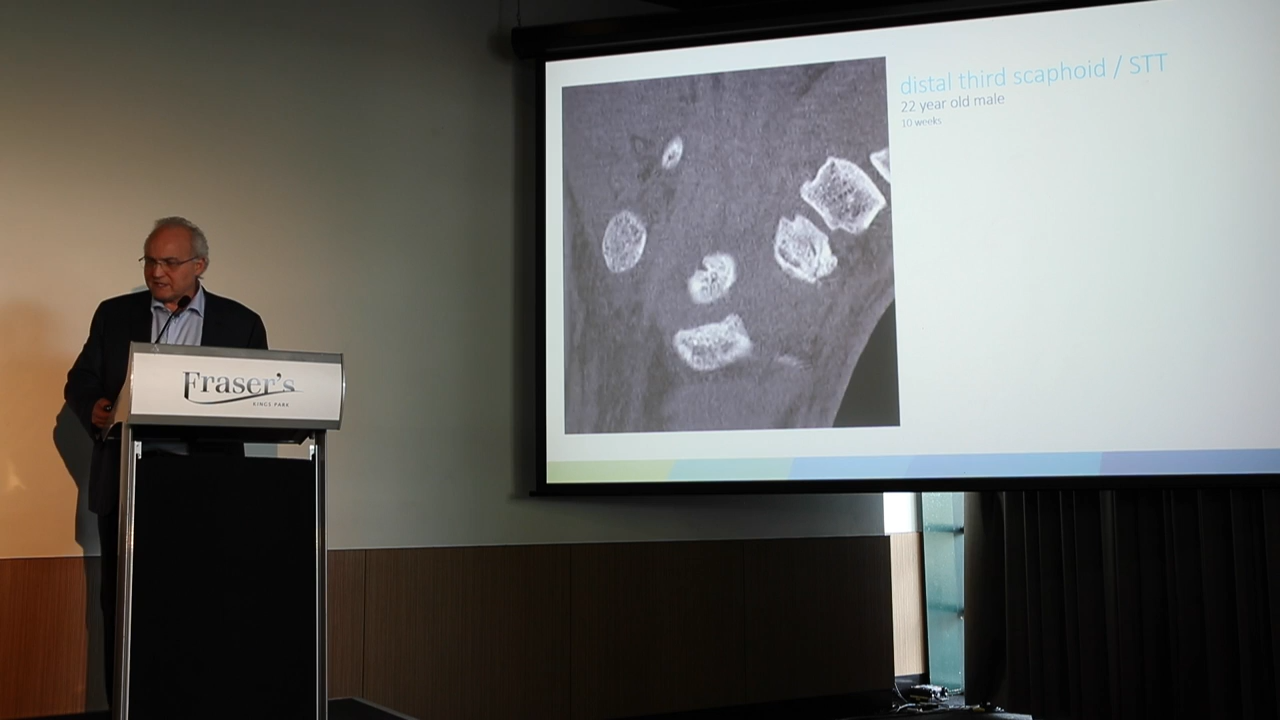 Fraser's
KINGS PARK
distal third scaphoid / STT
22 year old male
10 weeks